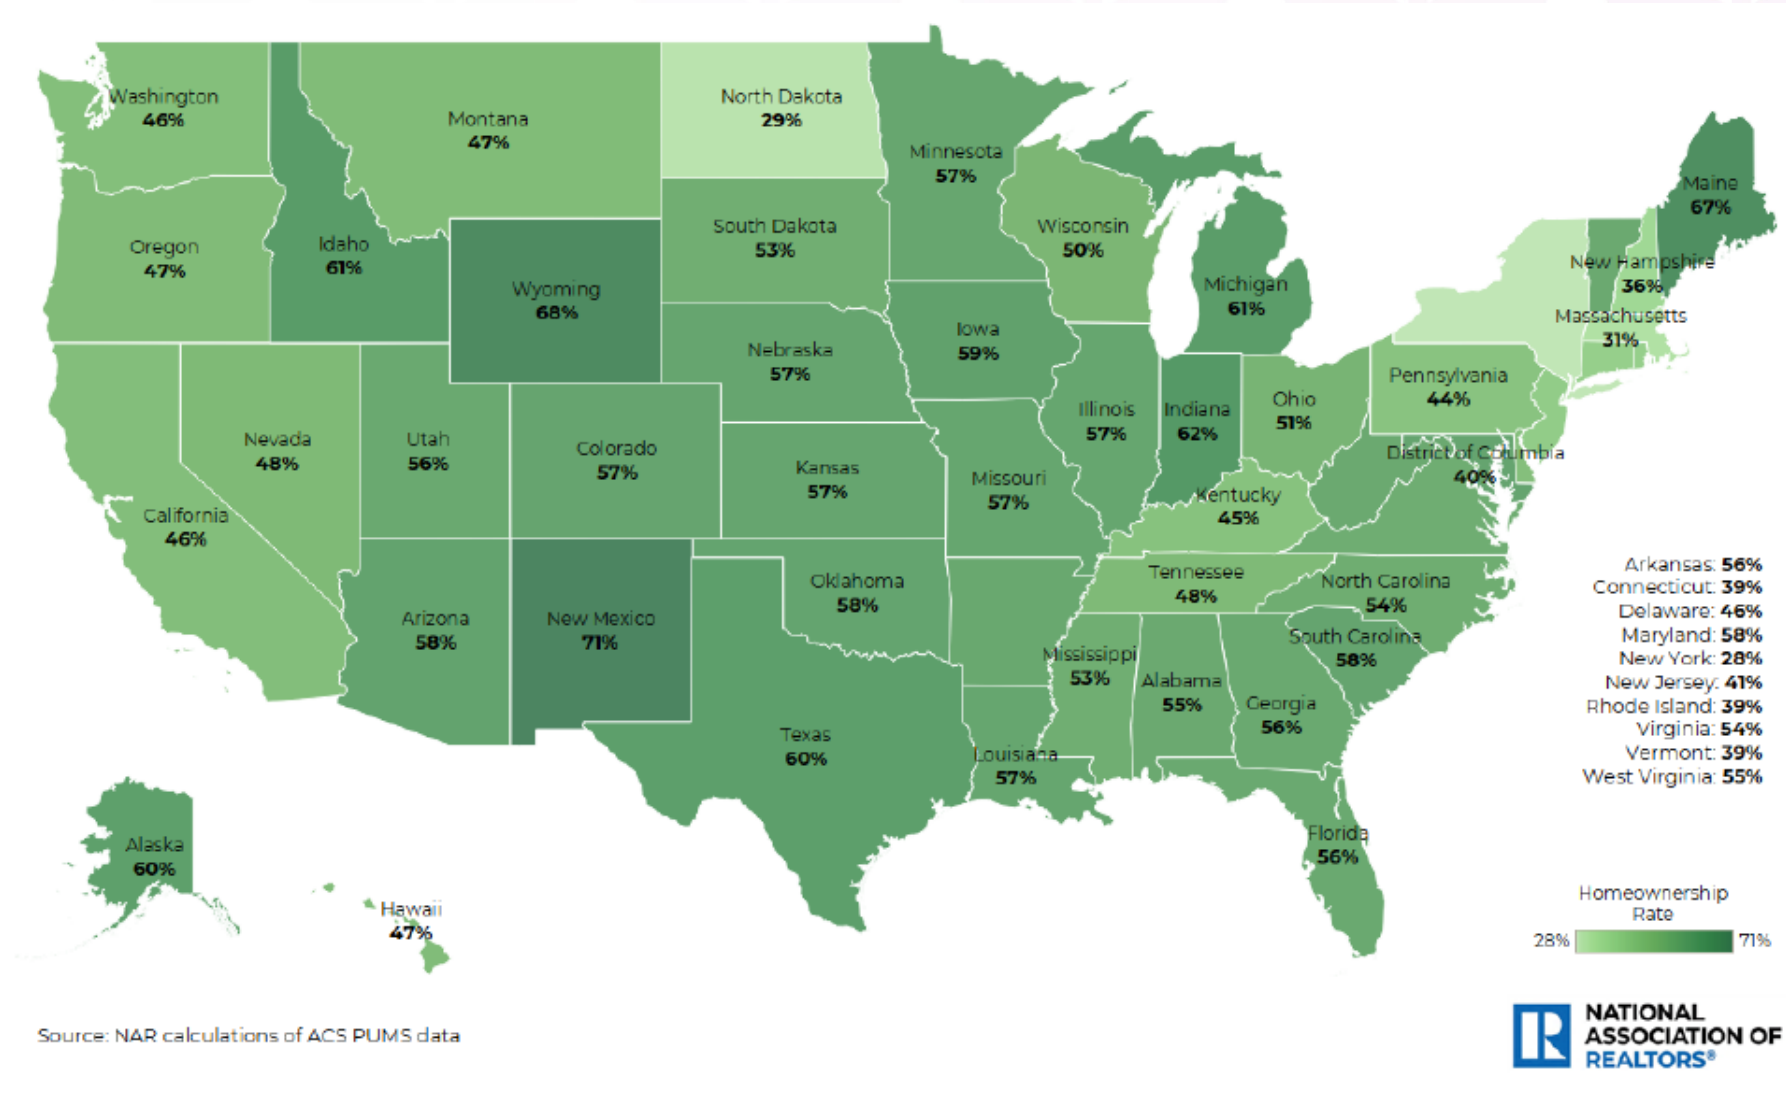 Washington
46%
Montana
47%
North Dakota
29%
Minnesota
57%
Maine
67%
Oregon
47%
Idaho
61%
Wyoming
68%
South Dakota
53%
Wisconsin
50%
Michigan
61%
New Hampshire
36%
Massachusetts
31%
Nebraska
57%
Iowa
59%
Pennsylvania
44%
Nevada
48%
Utah
56%
Colorado
57%
Kansas
57%
Missouri
57%
Illinois
57%
Indiana
62%
Ohio
51%
District of Columbia
40%
Kentucky
45%
California
46%
Arizona
58%
New Mexico
71%
Oklahoma
58%
Tennessee
48%
North Carolina
54%
South Carolina
58%
Mississippi
53%
Alabama
55%
Georgia
56%
Texas
60%
Louisiana
57%
Florida
56%
Alaska
60%
Hawaii
47%
Arkansas: 56%
Connecticut: 39%
Delaware: 46%
Maryland: 58%
New York: 28%
New Jersey: 41%
Rhode Island: 39%
Virginia: 54%
Vermont: 39%
West Virginia: 55%
Homeownership
Rate
28% 71%
Source: NAR calculations of ACS PUMS data
R
NATIONAL
ASSOCIATION OF
REALTORS®